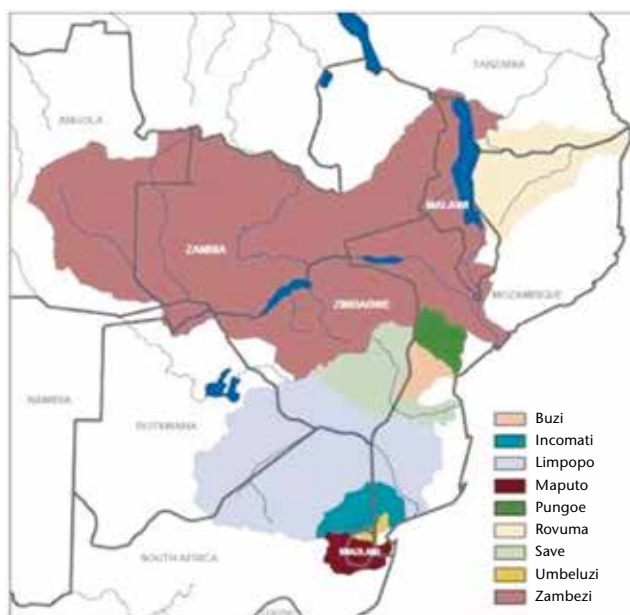 TANZANIA
ANGOLA
MALAWI
ZAMBIA
MOZAMBIQUE
ZIMBABWE
NAMIBIA
BOTSWANA
SOUTH AFRICA
SWAZILAND
Buzi
Incomati
Limpopo
Maputo
Pungoe
Rovuma
Save
Umbeluzi
Zambezi